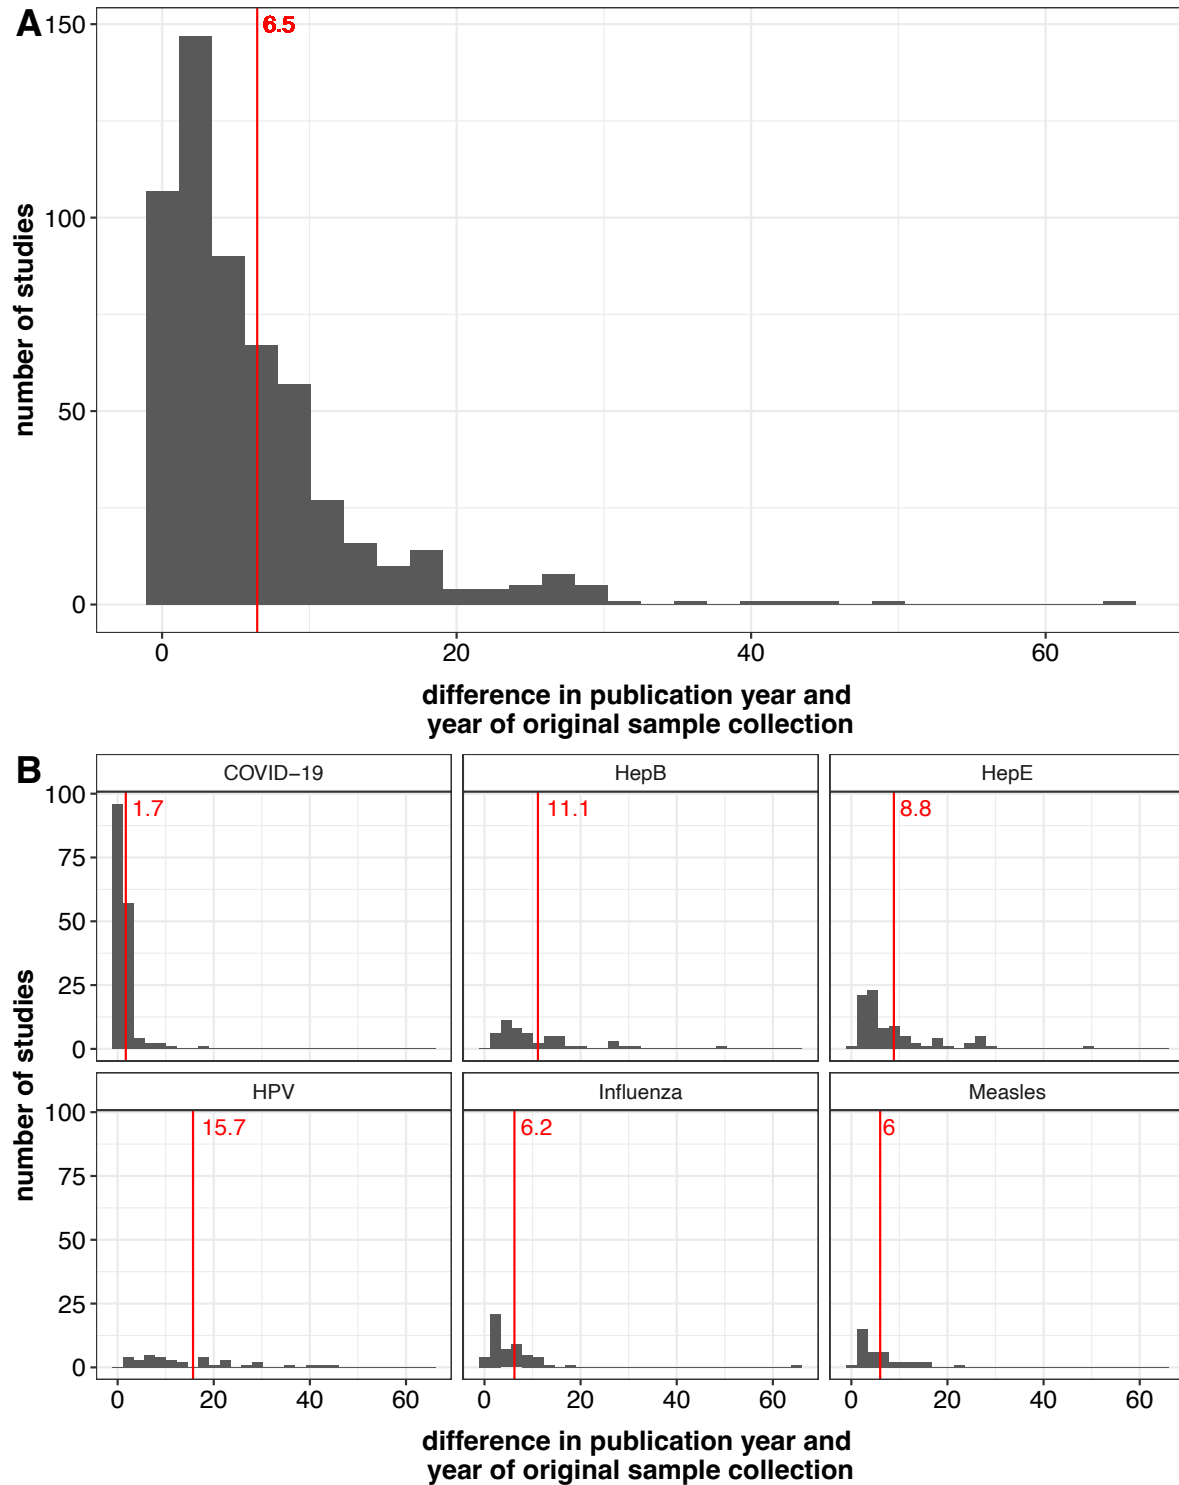 A
150
100
50
0
number of studies
6.5
0 20 40 60
difference in publication year and
year of original sample collection
B
COVID−19 HepB HepE
100
75
50
25
0
1.7 11.1 8.8
number of studies
HPV Influenza Measles
100
75
50
25
0
15.7 6.2 6
0 20 40 60 0 20 40 60 0 20 40 60
difference in publication year and
year of original sample collection